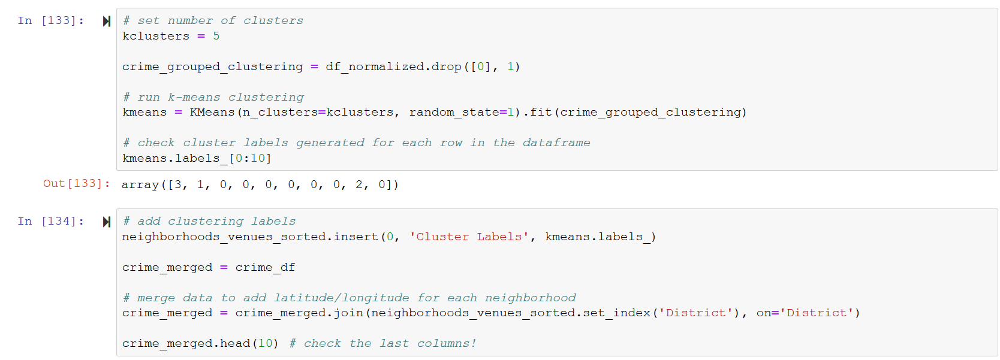 In [133]:
# set number of clusters
kclusters = 5
crime_grouped_clustering = df_normalized.drop([0], 1)
# run k-means clustering
kmeans = KMeans(n_clusters=kclusters, random_state=1).fit(crime_grouped_clustering)
# check cluster labels generated for each row in the dataframe
kmeans.labels_[0:10]
Out[133]: array([3, 1, 0, 0, 0, 0, 0, 0, 2, 0])
In [134]:
# add clustering labels
neighborhoods_venues_sorted.insert(0, 'Cluster Labels', kmeans.labels_)
crime_merged = crime_df
# merge data to add latitude/longitude for each neighborhood
crime_merged = crime_merged.join(neighborhoods_venues_sorted.set_index('District'), on='District')
crime_merged.head(10) # check the last columns!